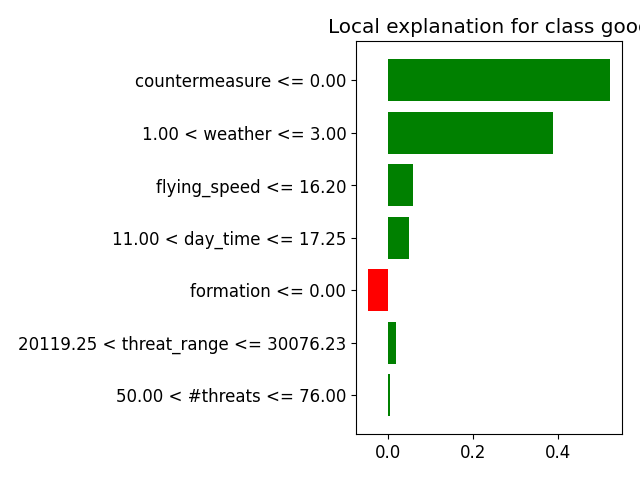 Local explanation for class good
countermeasure <= 0.00
1.00 < weather <= 3.00
flying_speed <= 16.20
11.00 < day_time <= 17.25
formation <= 0.00
20119.25 < threat_range <= 30076.23
50.00 < #threats <= 76.00
0.0 0.2 0.4